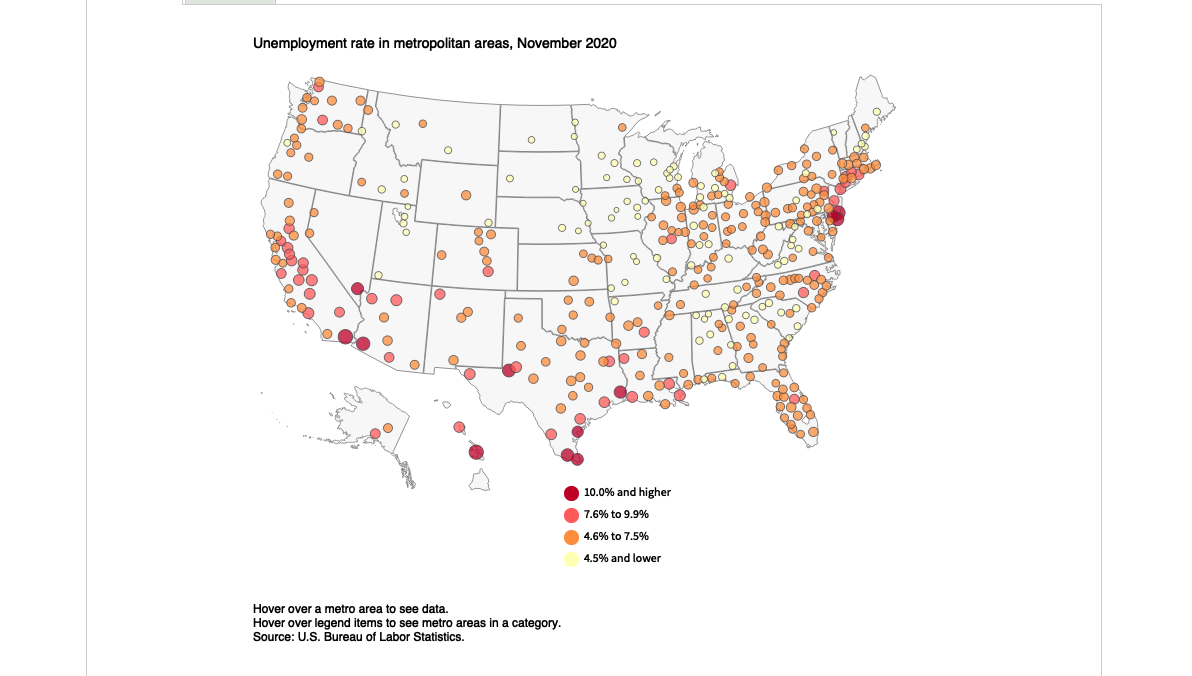 Unemployment rate in metropolitan areas, November 2020
10.0% and higher
7.6% to 9.9%
4.6% to 7.5%
4.5% and lower
Hover over a metro area to see data.
Hover over legend items to see metro areas in a category.
Source: U.S. Bureau of Labor Statistics.